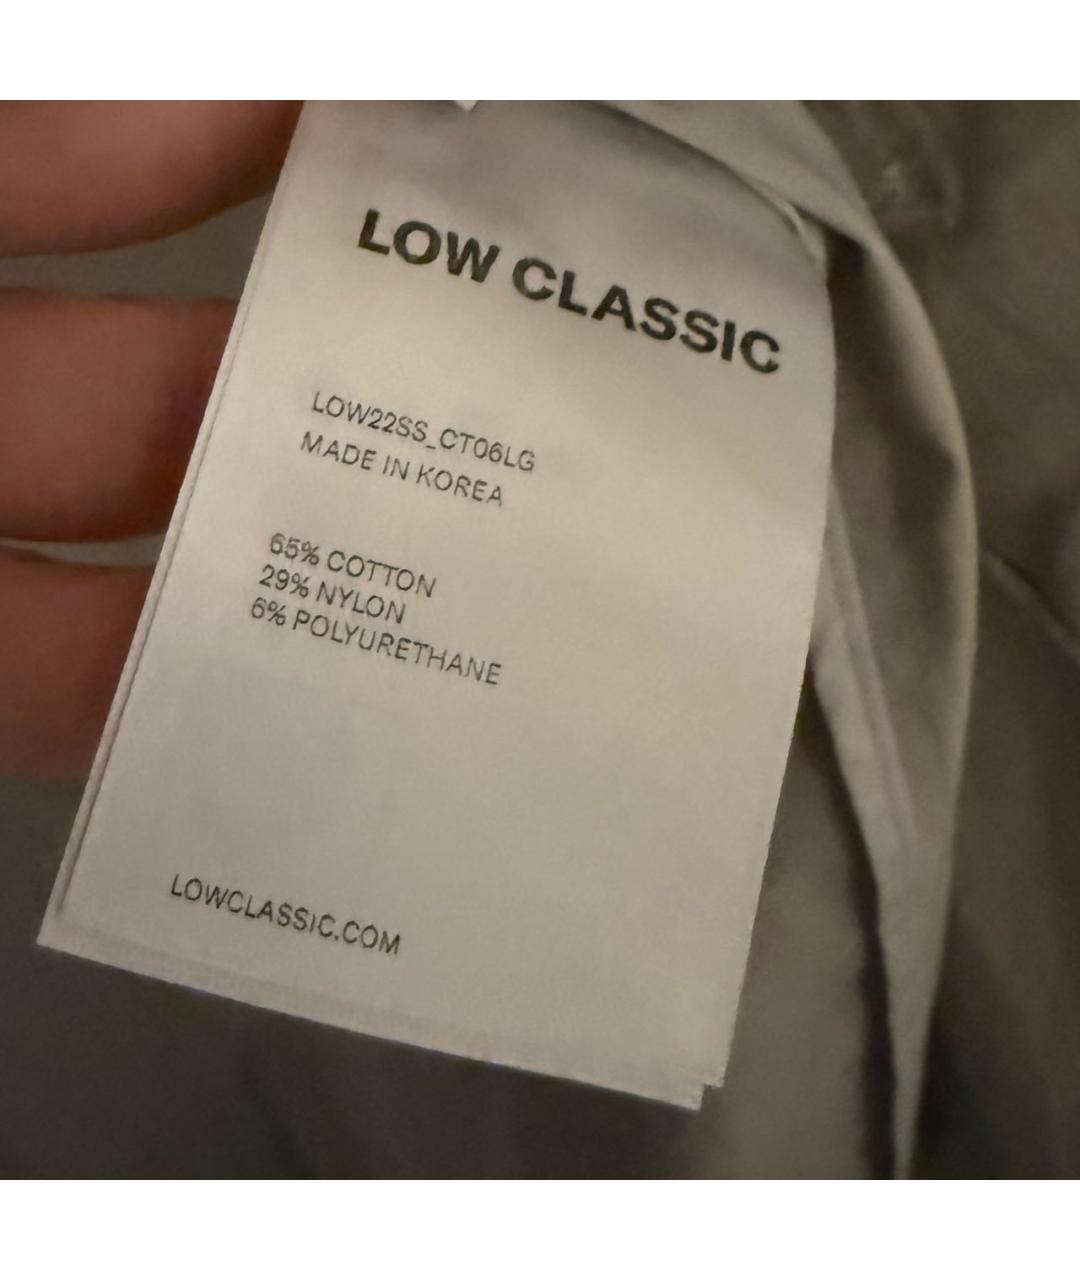 LOW CLASSIC
LOW22SS_CT06LG
MADE IN KOREA
65% COTTON
29% NYLON
6% POLYURETHANE
LOWCLASSIC.COM